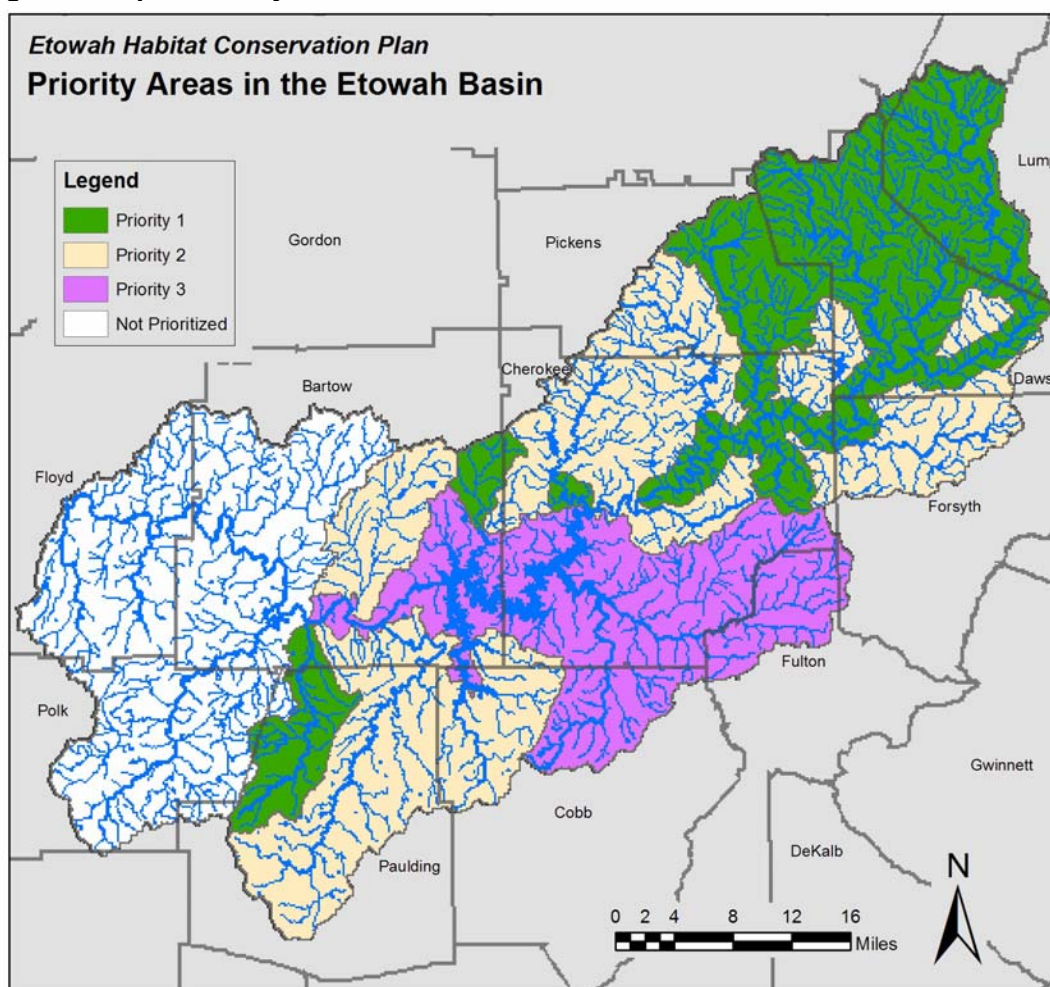 Etowah Habitat Conservation Plan
Priority Areas in the Etowah Basin
Legend
Priority 1
Priority 2
Priority 3
Not Prioritized
Lum
Gordon
Pickens
Cherokee
Bartow
Daws
Floyd
Forsyth
Fulton
Polk
Gwinnett
Cobb
DeKalb
Paulding
N
0 2 4 8 12 16
Miles